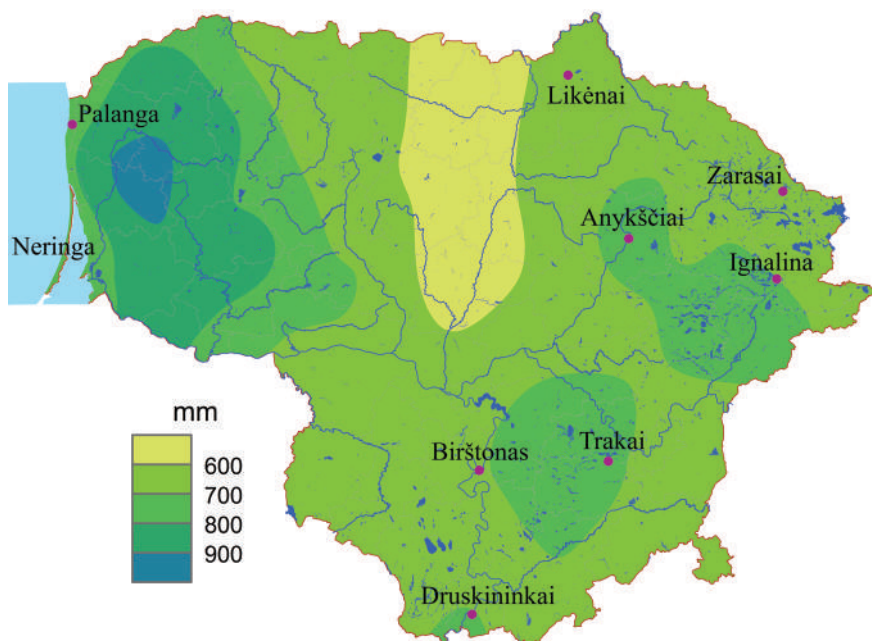 Likėnai
Palanga
Zarasai
Anykščiai
Neringa
Ignalina
mm
600
700
800
900
Birštonas
Trakai
Druskininkai